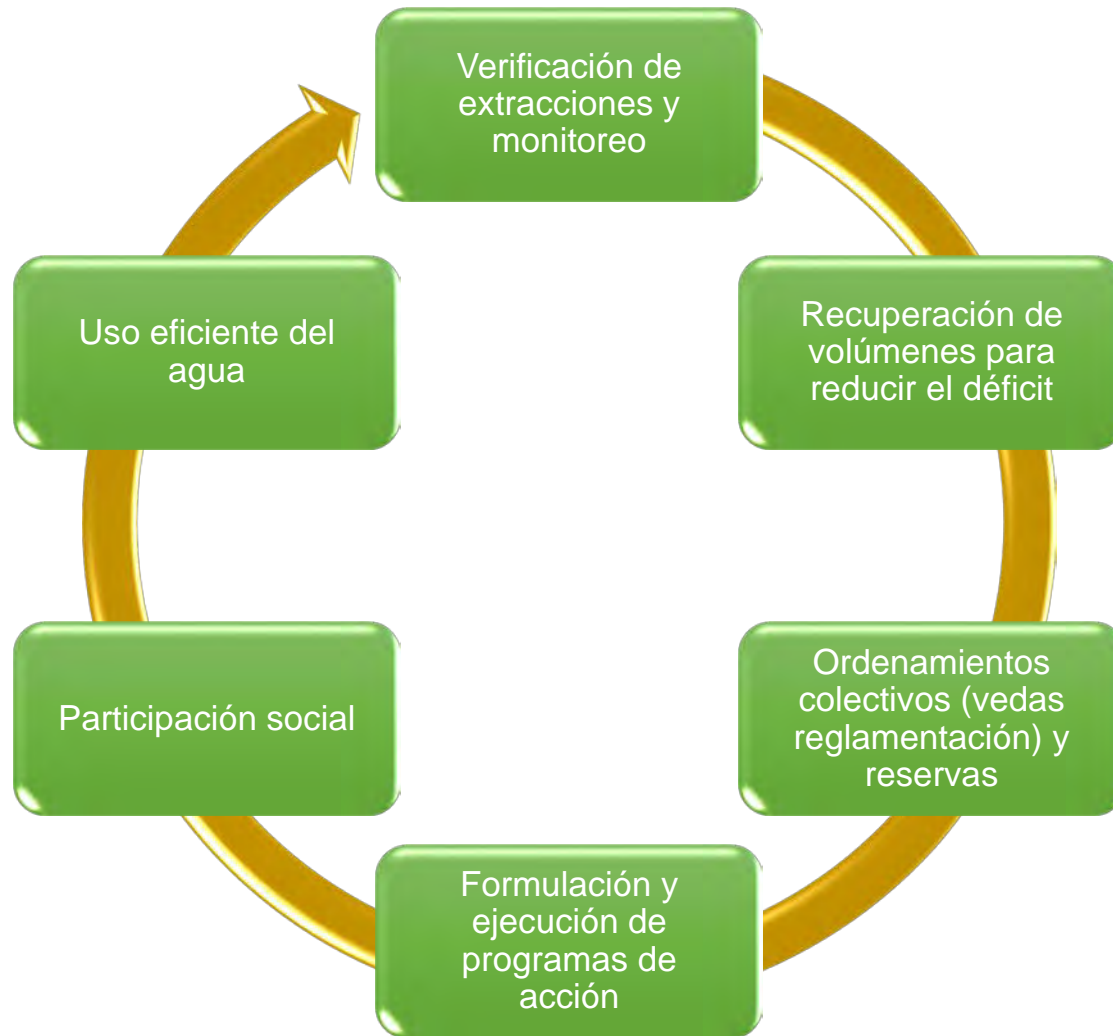 Verificación de
extracciones y
monitoreo
Recuperación de
volúmenes para
reducir el déficit
Ordenamientos
colectivos (vedas
reglamentación) y
reservas
Formulación y
ejecución de
programas de
acción
Participación social
Uso eficiente del
agua